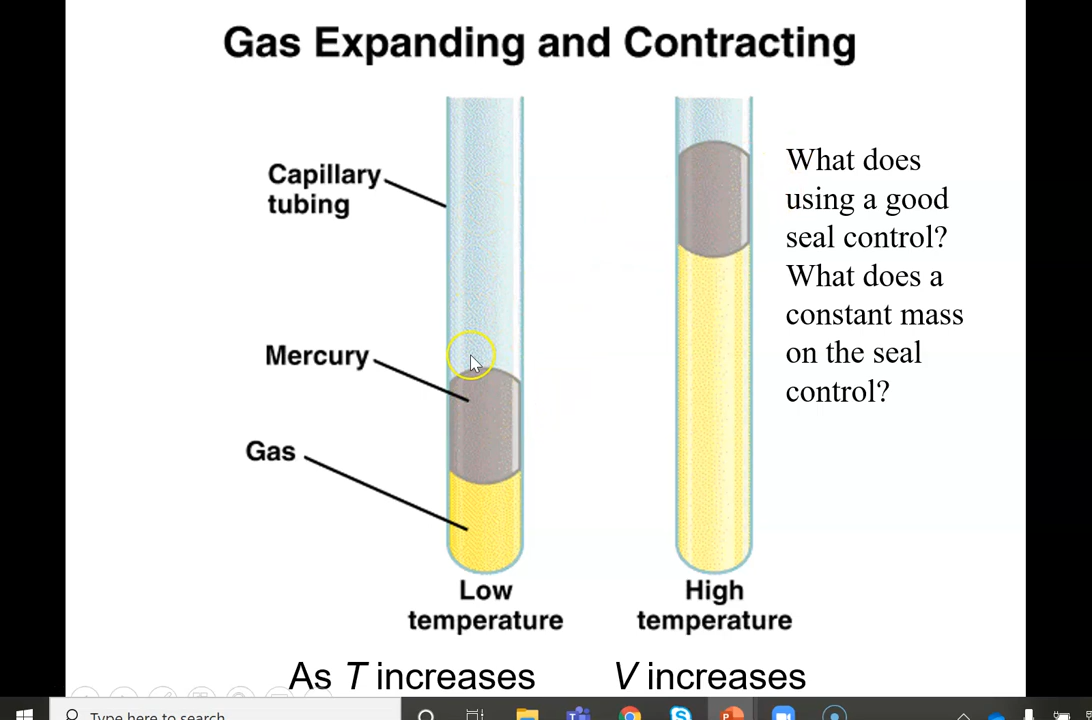 Gas Expanding and Contracting
Capillary
tubing
Mercury
Gas
What does
using a good
seal control?
What does a
constant mass
on the seal
control?
Low
temperature
High
temperature
As T increases
V increases
Type here to search